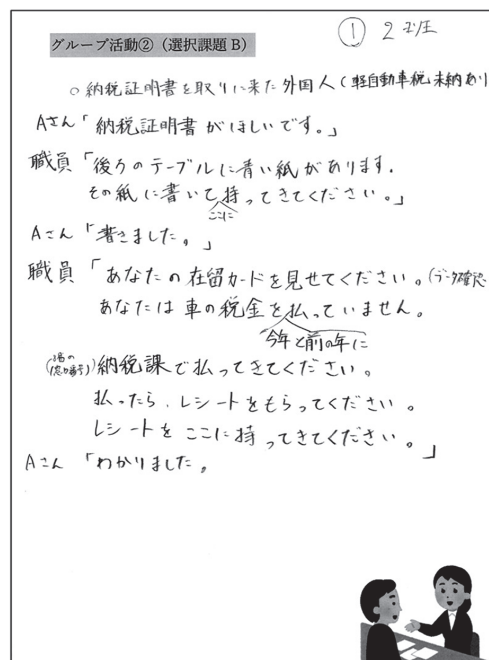 グループ活動②（選択課題 B）
① 2班
○納税証明書を取りに来た外国人（軽自動車税 未納あり
Aさん「納税証明書がほしいです。」
職員「後ろのテーブルに青い紙があります.
その紙に書いて持ってきてください。」
ここに
Aさん「書きました。」
職員「あなたの在留カードを見せてください。（データ確認
あなたは車の税金を払っていません。
今年と前の年に
納税課で払ってきてください。
払ったら、レシートをもらってください。
レシートをここに持ってきてください。」
Aさん「わかりました。